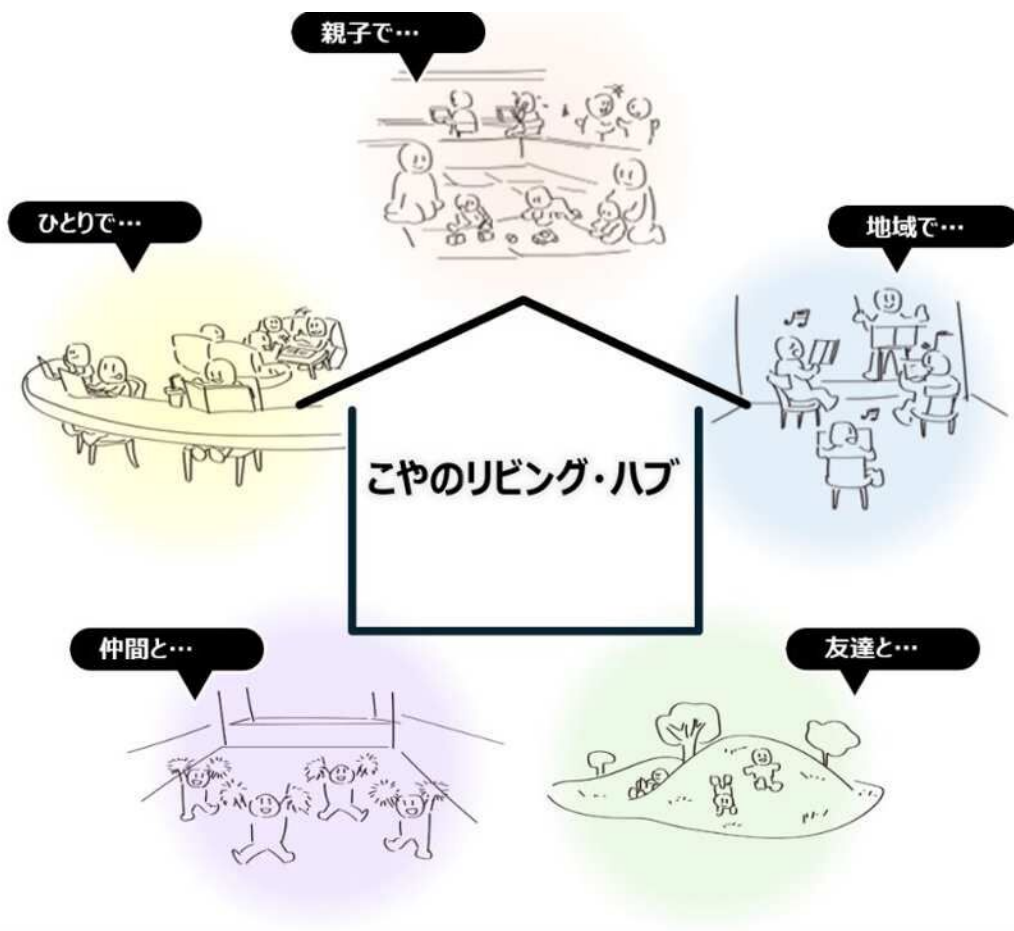 親子で…
ひとりで…
地域で…
こやのリビング・ハブ
仲間と…
友達と…